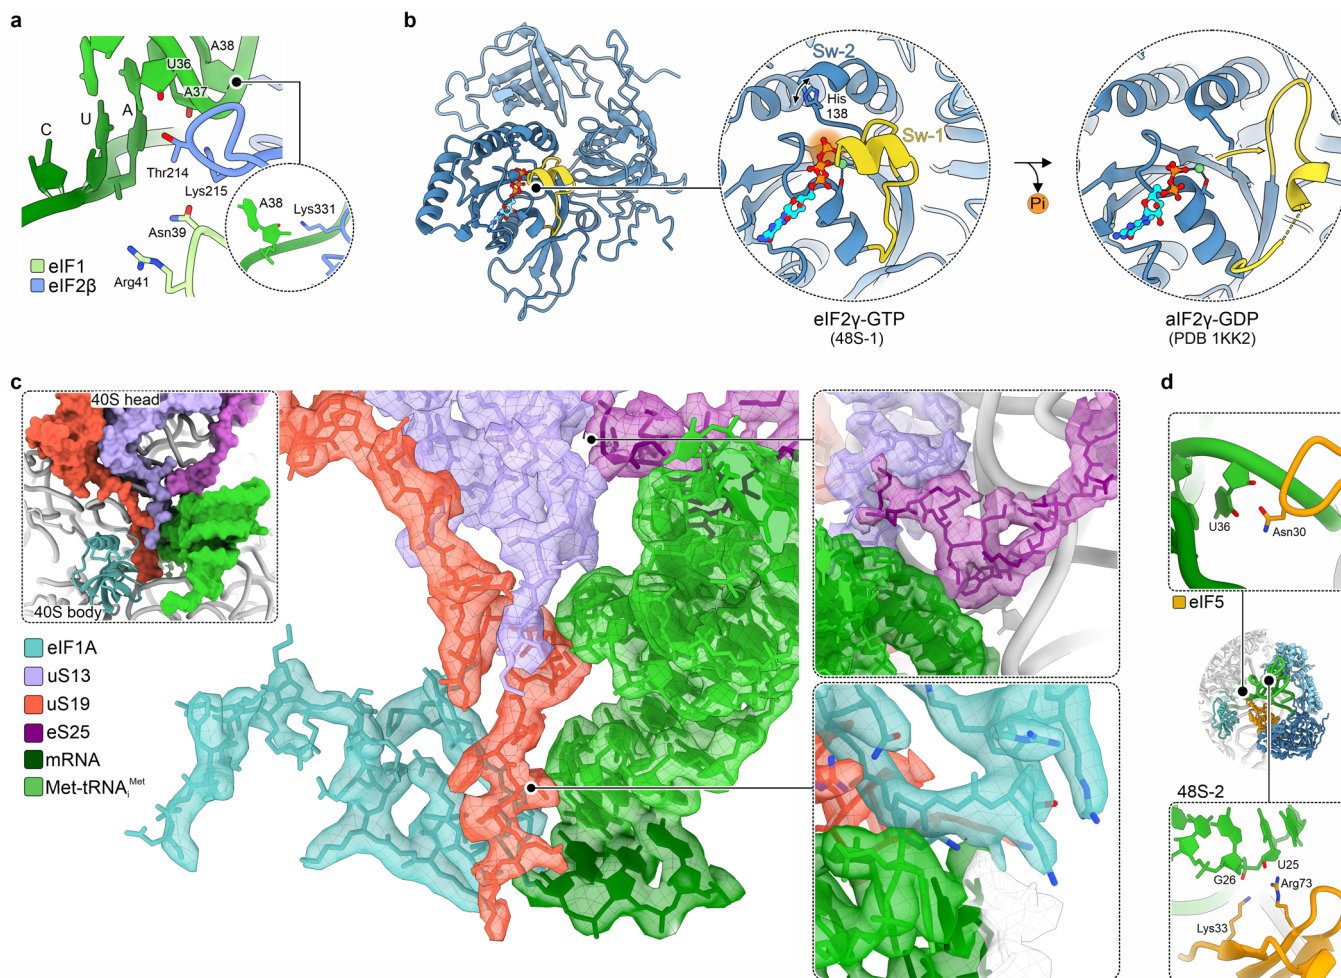 a
A38
U36
A37
A
U
C
Thr214
Lys215
A38
Lys331
Asn39
Arg41
eIF1
eIF2β
b
Sw-2
His
138
Sw-1
Pi
eIF2γ-GTP
(48S-1)
aIF2γ-GDP
(PDB 1KK2)
c
40S head
40S body
eIF1A
uS13
uS19
eS25
mRNA
Met-tRNAᵢᴹᵉᵗ
d
U36
Asn30
eIF5
48S-2
U25
G26
Arg73
Lys33